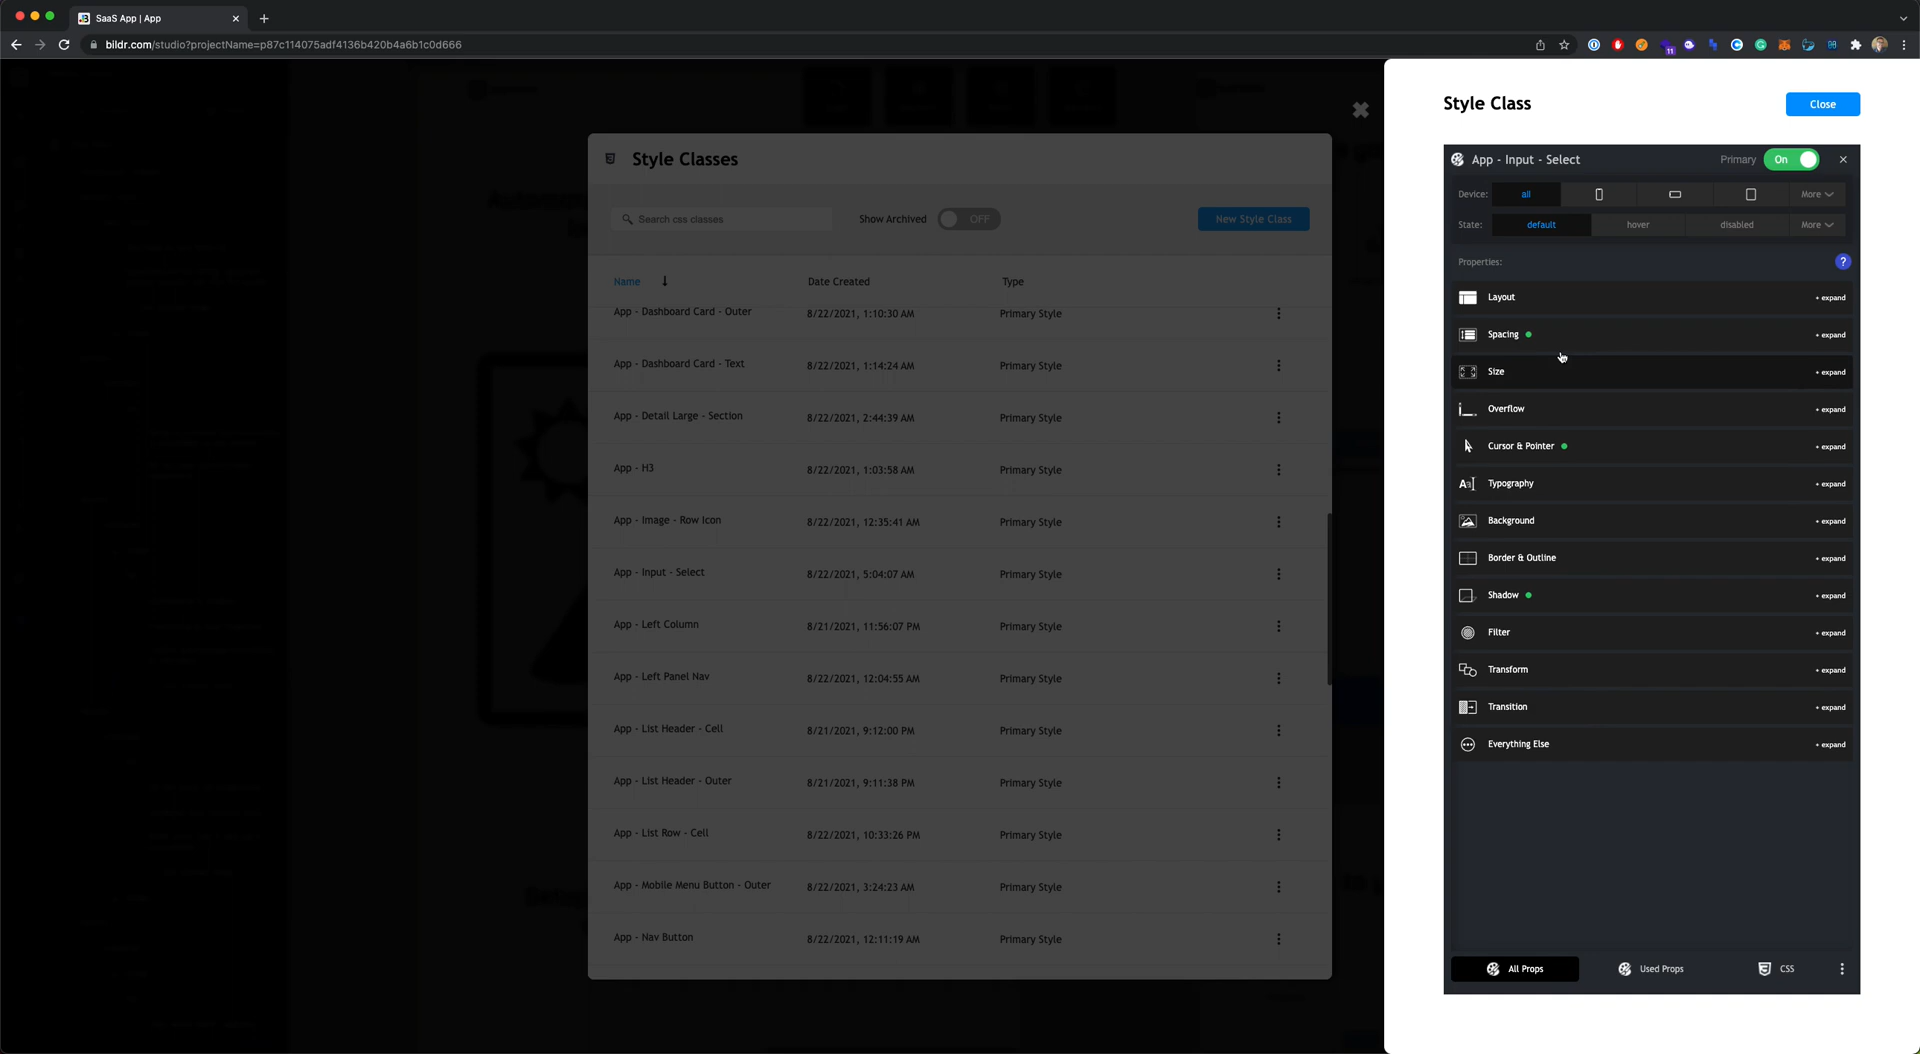 SaaS App | App
bildr.com/studio?projectName=p87c114075adf4136b420b4a6b1c0d666
11
Style Classes
Search css classes
Show Archived
OFF
New Style Class
Name
Date Created
Type
App - Dashboard Card - Outer
8/22/2021, 1:10:30 AM
Primary Style
App - Dashboard Card - Text
8/22/2021, 1:14:24 AM
Primary Style
App - Detail Large - Section
8/22/2021, 2:44:39 AM
Primary Style
App - H3
8/22/2021, 1:03:58 AM
Primary Style
App - Image - Row Icon
8/22/2021, 12:35:41 AM
Primary Style
App - Input - Select
8/22/2021, 5:04:07 AM
Primary Style
App - Left Column
8/21/2021, 11:56:07 PM
Primary Style
App - Left Panel Nav
8/22/2021, 12:04:55 AM
Primary Style
App - List Header - Cell
8/21/2021, 9:12:00 PM
Primary Style
App - List Header - Outer
8/21/2021, 9:11:38 PM
Primary Style
App - List Row - Cell
8/22/2021, 10:33:26 PM
Primary Style
App - Mobile Menu Button - Outer
8/22/2021, 3:24:23 AM
Primary Style
App - Nav Button
8/22/2021, 12:11:19 AM
Primary Style
Style Class
Close
App - Input - Select
Primary
On
Device:
all
More
State:
default
hover
disabled
More
Properties:
?
Layout
+ expand
Spacing
+ expand
Size
+ expand
Overflow
+ expand
Cursor & Pointer
+ expand
Typography
+ expand
Background
+ expand
Border & Outline
+ expand
Shadow
+ expand
Filter
+ expand
Transform
+ expand
Transition
+ expand
Everything Else
+ expand
All Props
Used Props
CSS